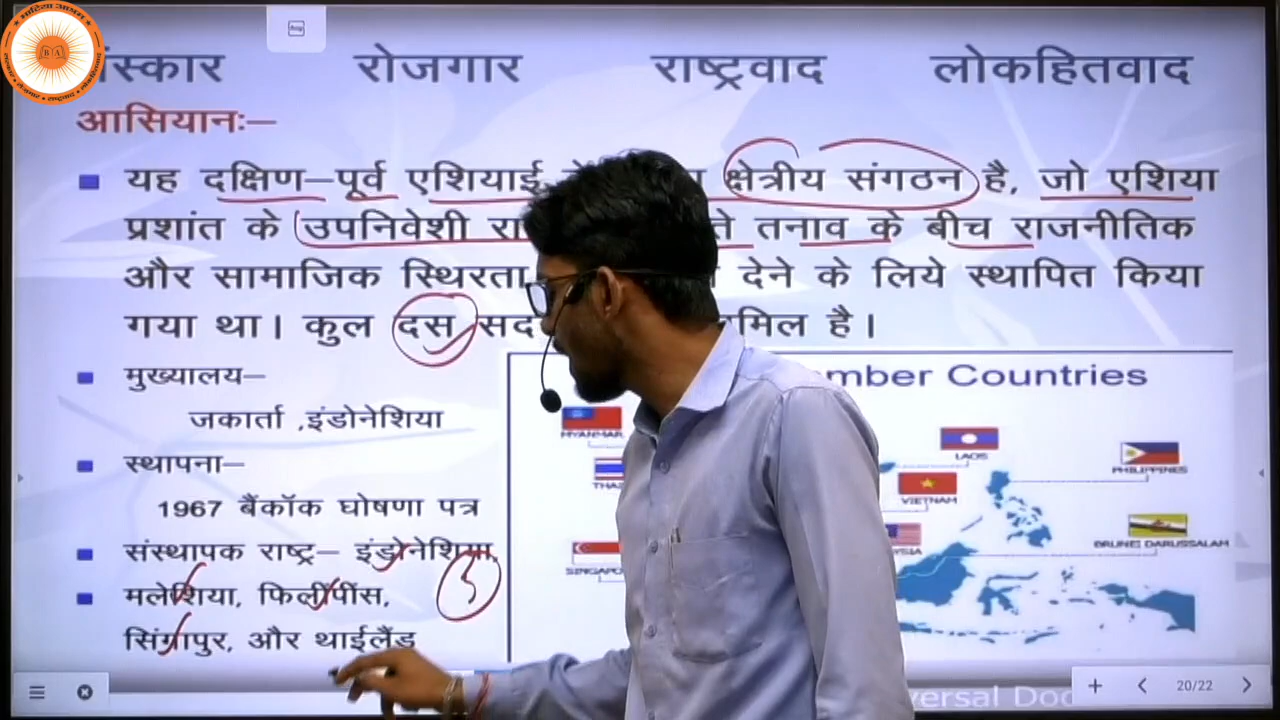 संस्कार रोजगार राष्ट्रवाद लोकहितवाद
आसियानः–
यह दक्षिण–पूर्व एशियाई क्षेत्रीय संगठन है, जो एशिया
प्रशांत के उपनिवेशी तनाव के बीच राजनीतिक
और सामाजिक स्थिरता देने के लिये स्थापित किया
गया था। कुल दस है।
मुख्यालय–
जकार्ता ,इंडोनेशिया
स्थापना–
1967 बैंकॉक घोषणा पत्र
संस्थापक राष्ट्र– इंडोनेशिया
मलेशिया, फिलीपींस,
सिंगापुर, और थाईलैंड
5
Countries
MYANMAR
LAOS
PHILIPPINES
VIETNAM
BRUNEI DARUSSALAM
20/22